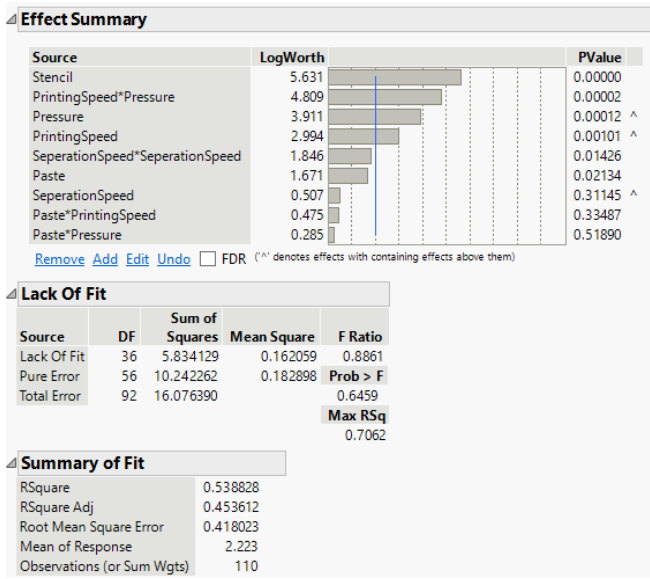 Effect Summary
Source LogWorth PValue
Stencil 5.631 0.00000
PrintingSpeed*Pressure 4.809 0.00002
Pressure 3.911 0.00012 ^
PrintingSpeed 2.994 0.00101 ^
SeperationSpeed*SeperationSpeed 1.846 0.01426
Paste 1.671 0.02134
SeperationSpeed 0.507 0.31145 ^
Paste*PrintingSpeed 0.475 0.33487
Paste*Pressure 0.285 0.51890
Remove Add Edit Undo FDR ('^' denotes effects with containing effects above them)
Lack Of Fit
Sum of
Source DF Squares Mean Square F Ratio
Lack Of Fit 36 5.834129 0.162059 0.8861
Pure Error 56 10.242262 0.182898 Prob > F
Total Error 92 16.076390 0.6459
Max RSq
0.7062
Summary of Fit
RSquare 0.538828
RSquare Adj 0.453612
Root Mean Square Error 0.418023
Mean of Response 2.223
Observations (or Sum Wgts) 110